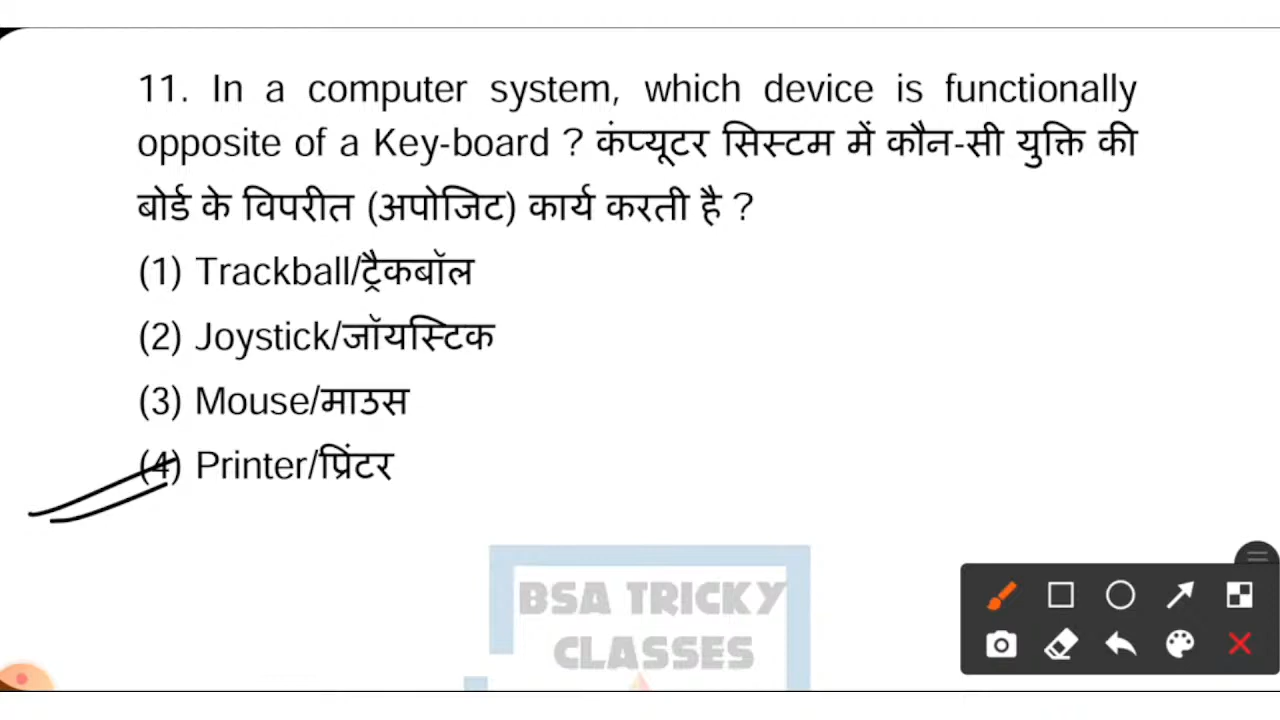 11. In a computer system, which device is functionally
opposite of a Key-board ? कंप्यूटर सिस्टम में कौन-सी युक्ति की
बोर्ड के विपरीत (अपोजिट) कार्य करती है ?
(1) Trackball/ट्रैकबॉल
(2) Joystick/जॉयस्टिक
(3) Mouse/माउस
(4) Printer/प्रिंटर
BSA TRICKY
CLASSES